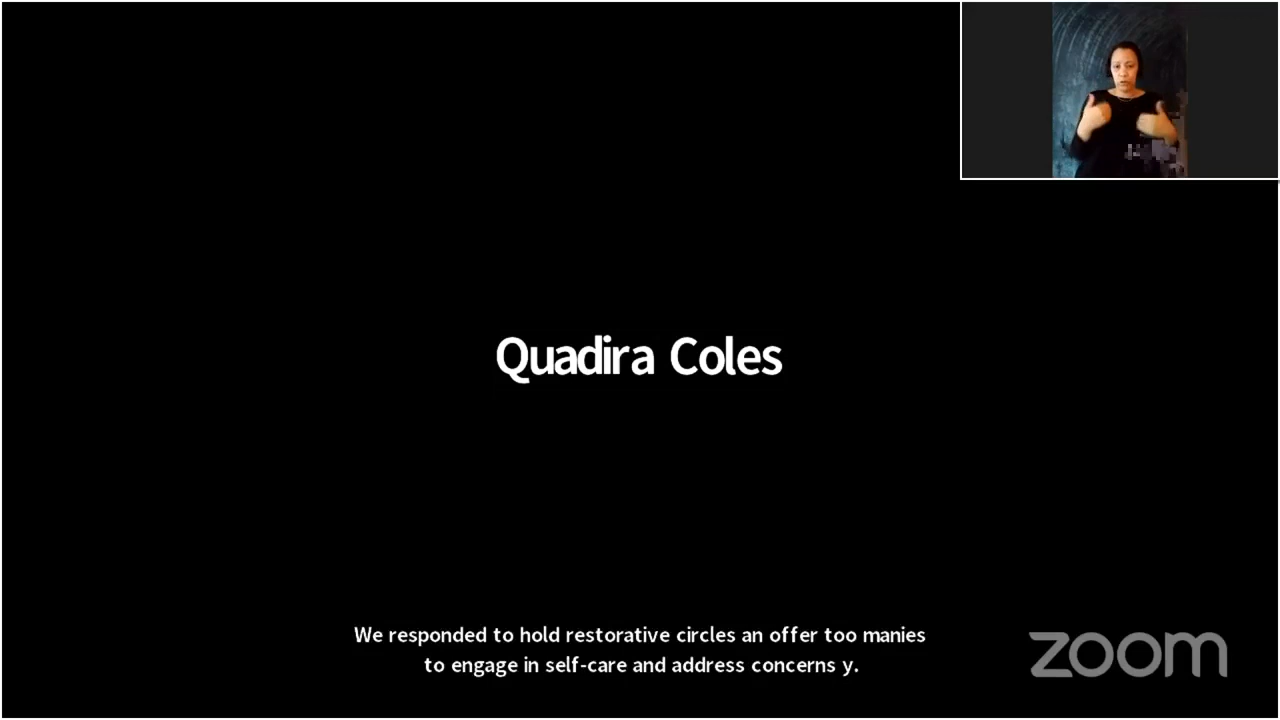 Quadira Coles
We responded to hold restorative circles an offer too manies
to engage in self-care and address concerns y.
zoom